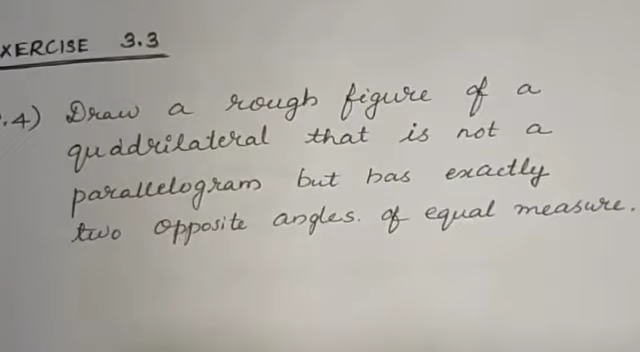 XERCISE 3.3
.4) Draw a rough figure of a
quadrilateral that is not a
parallelogram but has exactly
two opposite angles. of equal measure.